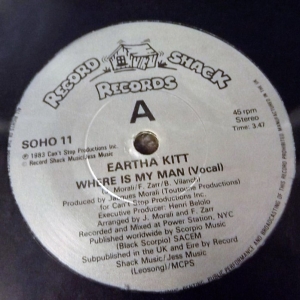 RECORD SHACK
RECORDS
A
SOHO 11
45 rpm
Stereo
Time: 3.47
℗ 1983 Can't Stop Productions Inc.
Record Shack Music/Jess Music
EARTHA KITT
WHERE IS MY MAN (Vocal)
(J. Morali/F. Zarr/B. Vilanch)
Produced by Jacques Morali (Toutoune Productions Inc.)
for Can't Stop Productions Inc.
Executive Producer: Henri Belolo
Arranged by J. Morali and F. Zarr
Recorded and Mixed at Power Station, NYC
Published worldwide by Scorpio Music
(Black Scorpio) SACEM
Subpublished in the UK and Eire by Record
Shack Music/Jess Music
(Leosong)/MCPS